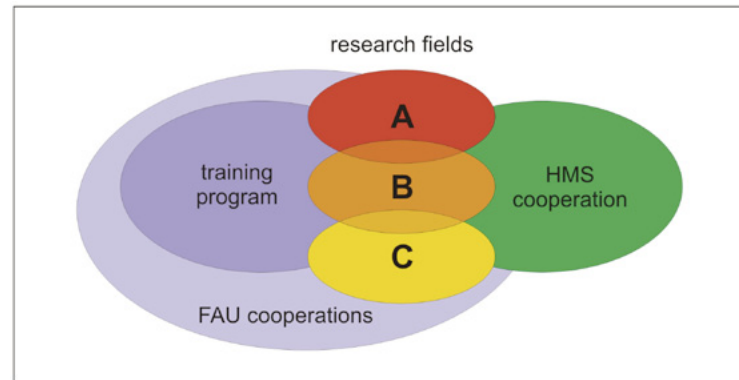 research fields
A
training
program
B
HMS
cooperation
C
FAU cooperations